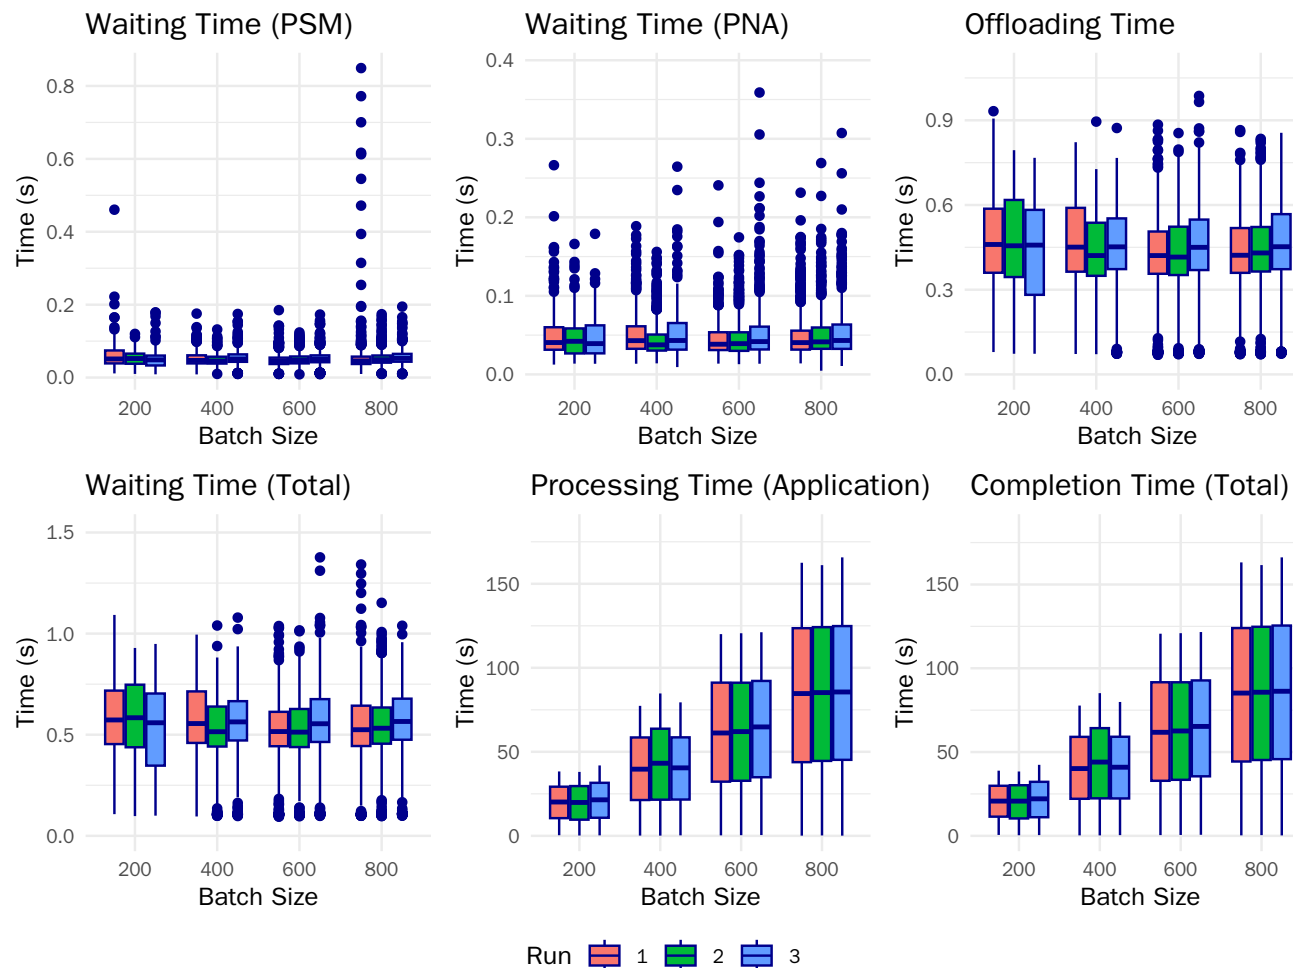 Waiting Time (PSM)
Time (s)
0.8
0.6
0.4
0.2
0.0
200 400 600 800
Batch Size
Waiting Time (PNA)
Time (s)
0.4
0.3
0.2
0.1
0.0
200 400 600 800
Batch Size
Offloading Time
Time (s)
0.9
0.6
0.3
0.0
200 400 600 800
Batch Size
Waiting Time (Total)
Time (s)
1.5
1.0
0.5
0.0
200 400 600 800
Batch Size
Processing Time (Application)
Time (s)
150
100
50
0
200 400 600 800
Batch Size
Completion Time (Total)
Time (s)
150
100
50
0
200 400 600 800
Batch Size
Run 1 2 3